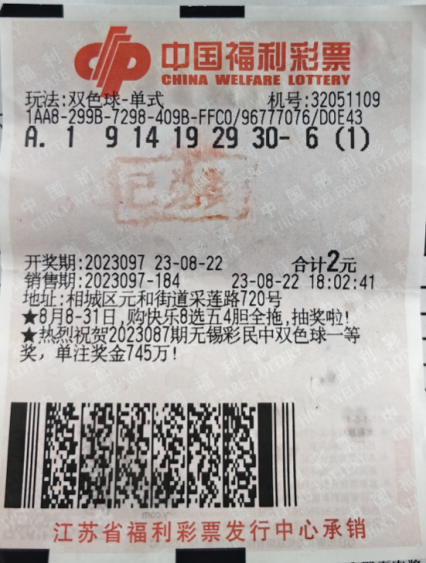 中国福利彩票
CHINA WELFARE LOTTERY
玩法:双色球-单式 机号:32051109
1AA8-299B-7298-409B-FFC0/96777076/D0E43
A. 1 9 14 19 29 30- 6 (1)
已兑奖
开奖期:2023097 23-08-22 合计2元
销售期:2023097-184 23-08-22 18:02:41
地址:相城区元和街道采莲路720号
★8月8-31日,购快乐8选五4胆全拖,抽奖啦!
★热烈祝贺2023087期无锡彩民中双色球一等
奖,单注奖金745万!
江苏省福利彩票发行中心承销